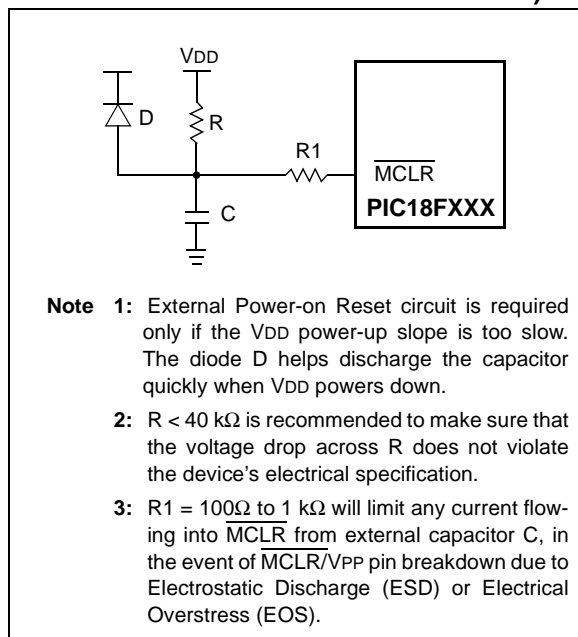 VDD
D
R
R1
MCLR
C
PIC18FXXX
Note 1: External Power-on Reset circuit is required
only if the VDD power-up slope is too slow.
The diode D helps discharge the capacitor
quickly when VDD powers down.
2: R < 40 kΩ is recommended to make sure that
the voltage drop across R does not violate
the device's electrical specification.
3: R1 = 100Ω to 1 kΩ will limit any current flow-
ing into MCLR from external capacitor C, in
the event of MCLR/VPP pin breakdown due to
Electrostatic Discharge (ESD) or Electrical
Overstress (EOS).